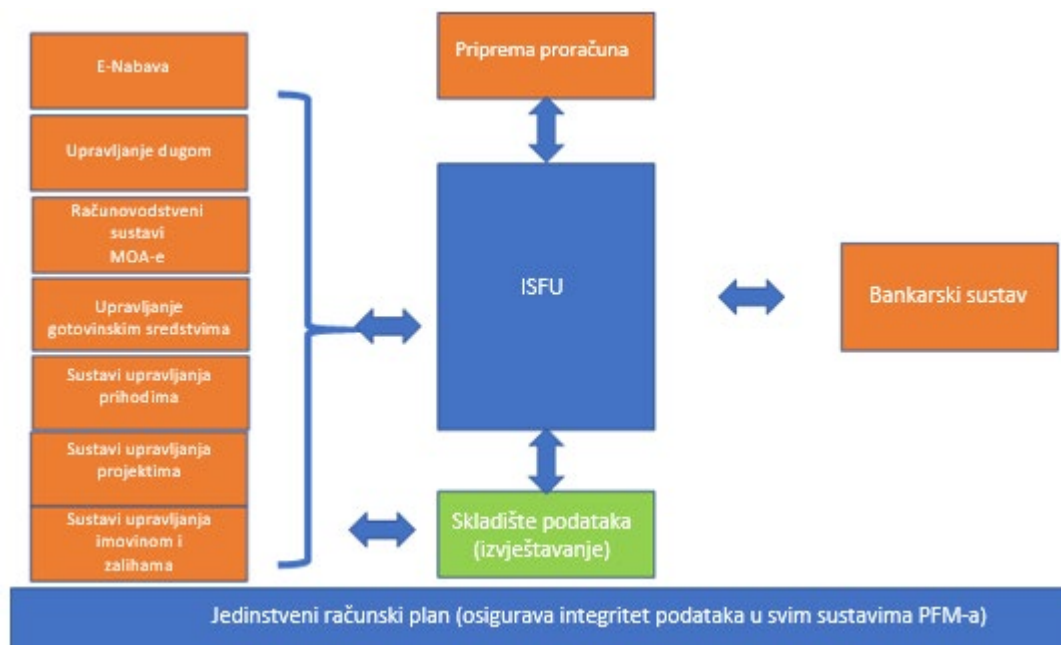 E-Nabava
Upravljanje dugom
Računovodstveni
sustavi
MOA-e
Upravljanje
gotovinskim sredstvima
Sustavi upravljanja
prihodima
Sustavi upravljanja
projektima
Sustavi upravljanja
imovinom i
zalihama
Priprema proračuna
ISFU
Skladište podataka
(izvještavanje)
Bankarski sustav
Jedinstveni računski plan (osigurava integritet podataka u svim sustavima PFM-a)